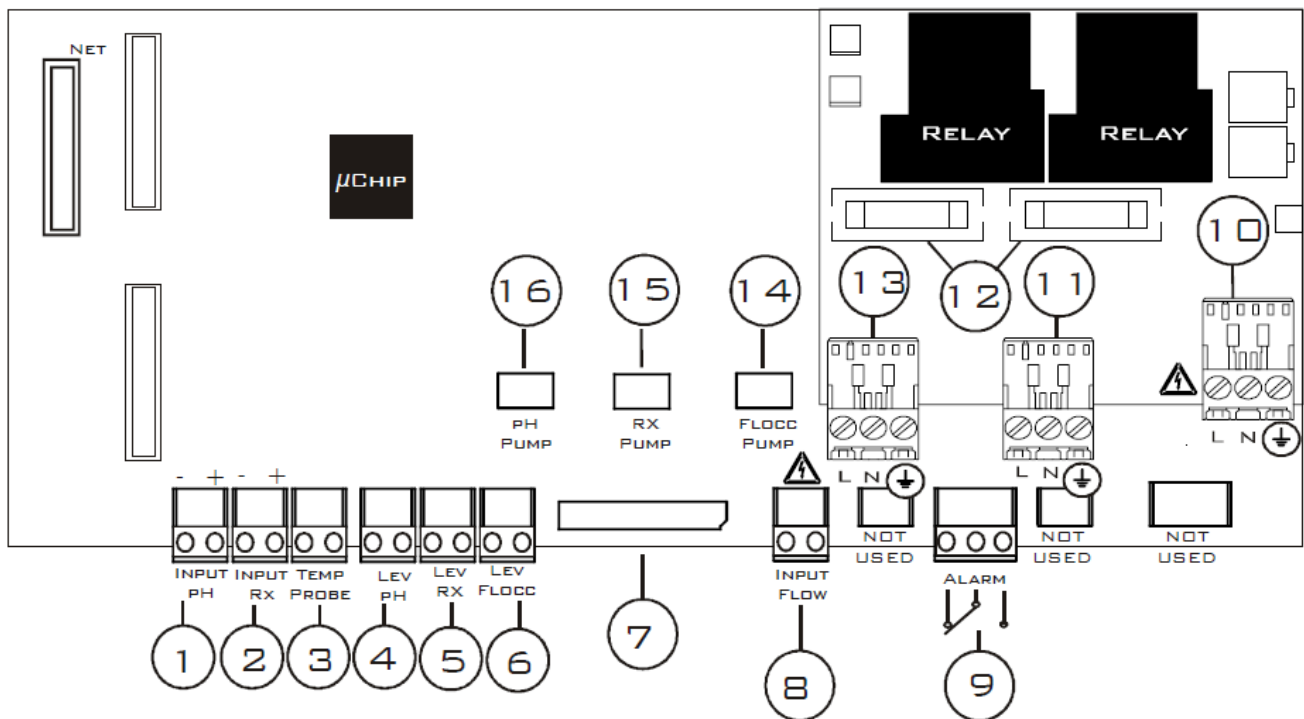 NET
µCHIP
RELAY
RELAY
10
13
12
11
16
15
14
PH
PUMP
RX
PUMP
FLOCC
PUMP
L N
L N
L N
- + - +
INPUT
PH
INPUT
RX
TEMP
PROBE
LEV
PH
LEV
RX
LEV
FLOCC
INPUT
FLOW
NOT
USED
ALARM
NOT
USED
NOT
USED
1
2
3
4
5
6
7
8
9